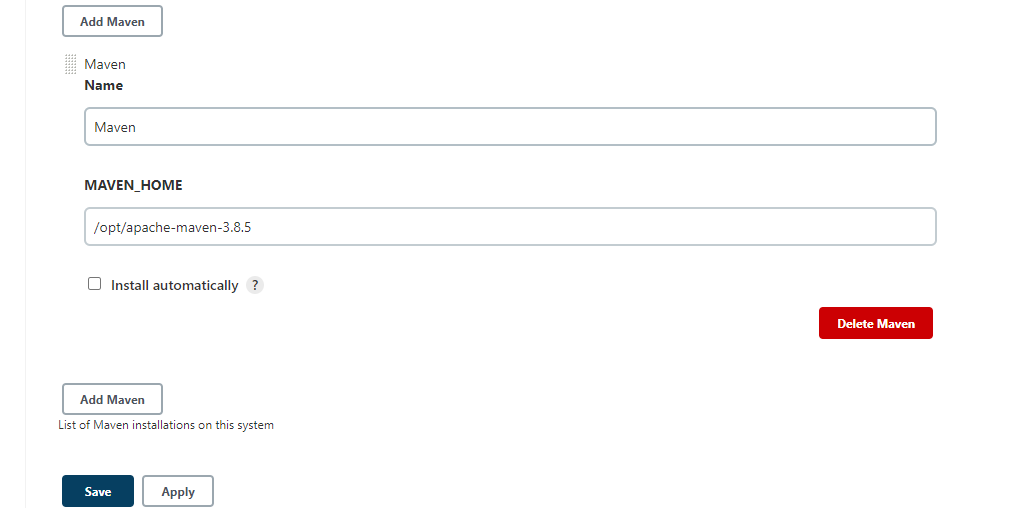 Add Maven
Maven
Name
Maven
MAVEN_HOME
/opt/apache-maven-3.8.5
Install automatically ?
Delete Maven
Add Maven
List of Maven installations on this system
Save Apply